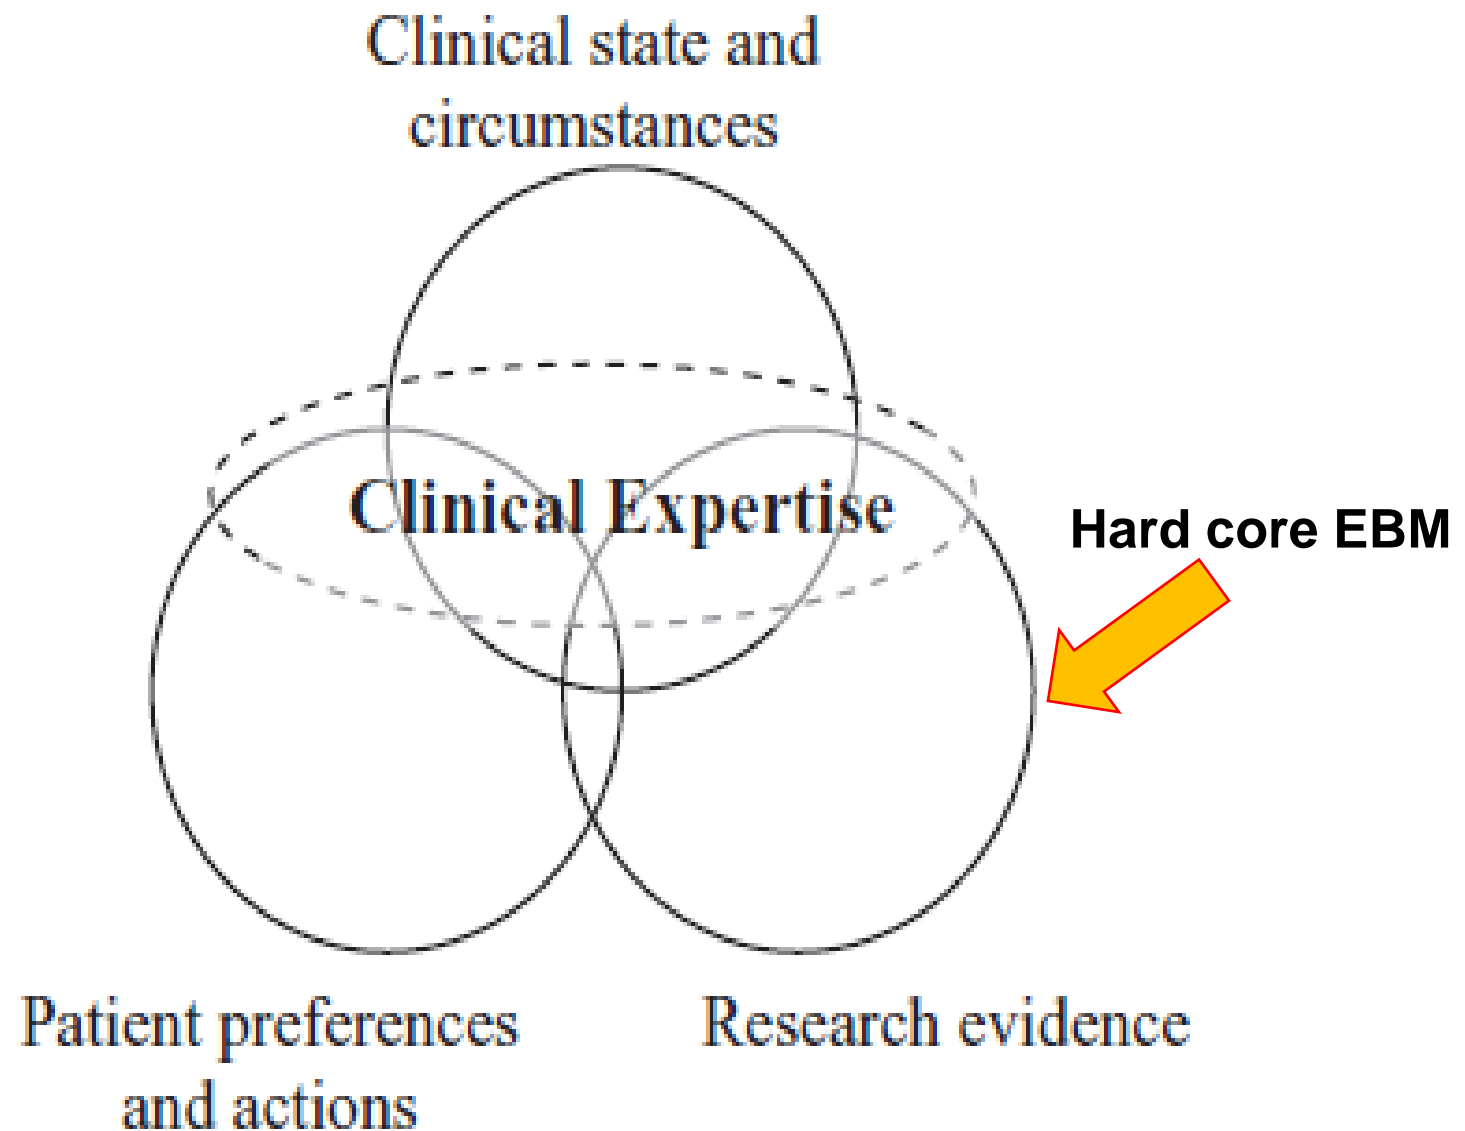 Clinical state and
circumstances
Clinical Expertise
Hard core EBM
Patient preferences
and actions
Research evidence